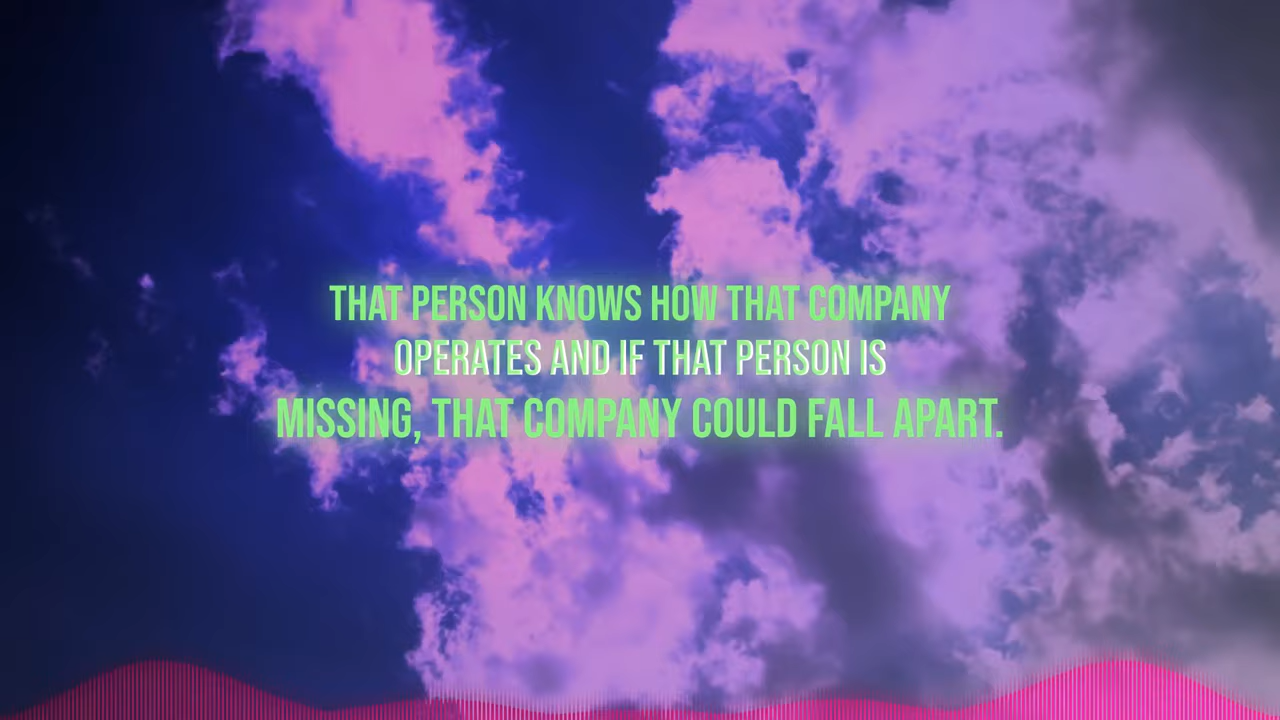 THAT PERSON KNOWS HOW THAT COMPANY
OPERATES AND IF THAT PERSON IS
MISSING, THAT COMPANY COULD FALL APART.